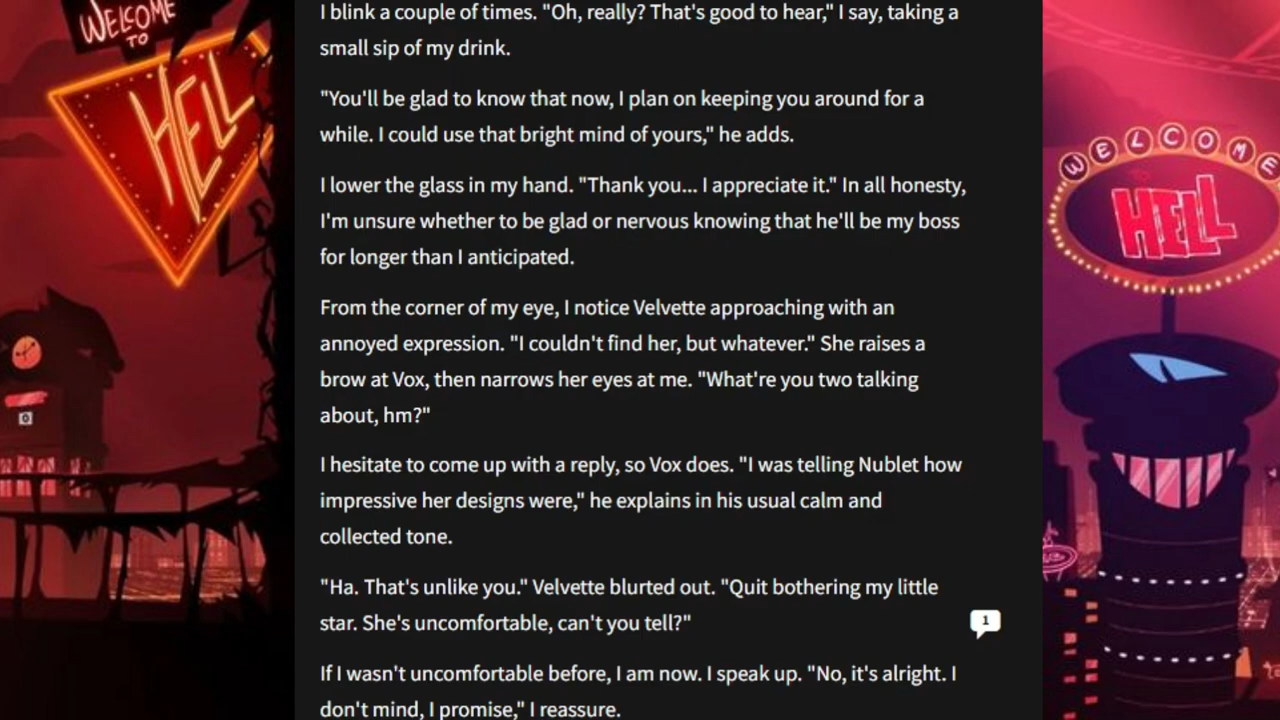 WELCOME
TO
HELL
I blink a couple of times. "Oh, really? That's good to hear," I say, taking a
small sip of my drink.
"You'll be glad to know that now, I plan on keeping you around for a
while. I could use that bright mind of yours," he adds.
I lower the glass in my hand. "Thank you... I appreciate it." In all honesty,
I'm unsure whether to be glad or nervous knowing that he'll be my boss
for longer than I anticipated.
From the corner of my eye, I notice Velvette approaching with an
annoyed expression. "I couldn't find her, but whatever." She raises a
brow at Vox, then narrows her eyes at me. "What're you two talking
about, hm?"
I hesitate to come up with a reply, so Vox does. "I was telling Nublet how
impressive her designs were," he explains in his usual calm and
collected tone.
"Ha. That's unlike you." Velvette blurted out. "Quit bothering my little
star. She's uncomfortable, can't you tell?"
1
If I wasn't uncomfortable before, I am now. I speak up. "No, it's alright. I
don't mind, I promise," I reassure.
WELCOME
TO
HELL